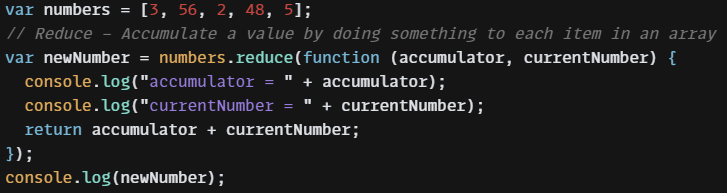 var numbers = [3, 56, 2, 48, 5];
// Reduce - Accumulate a value by doing something to each item in an array
var newNumber = numbers.reduce(function (accumulator, currentNumber) {
  console.log("accumulator = " + accumulator);
  console.log("currentNumber = " + currentNumber);
  return accumulator + currentNumber;
});
console.log(newNumber);